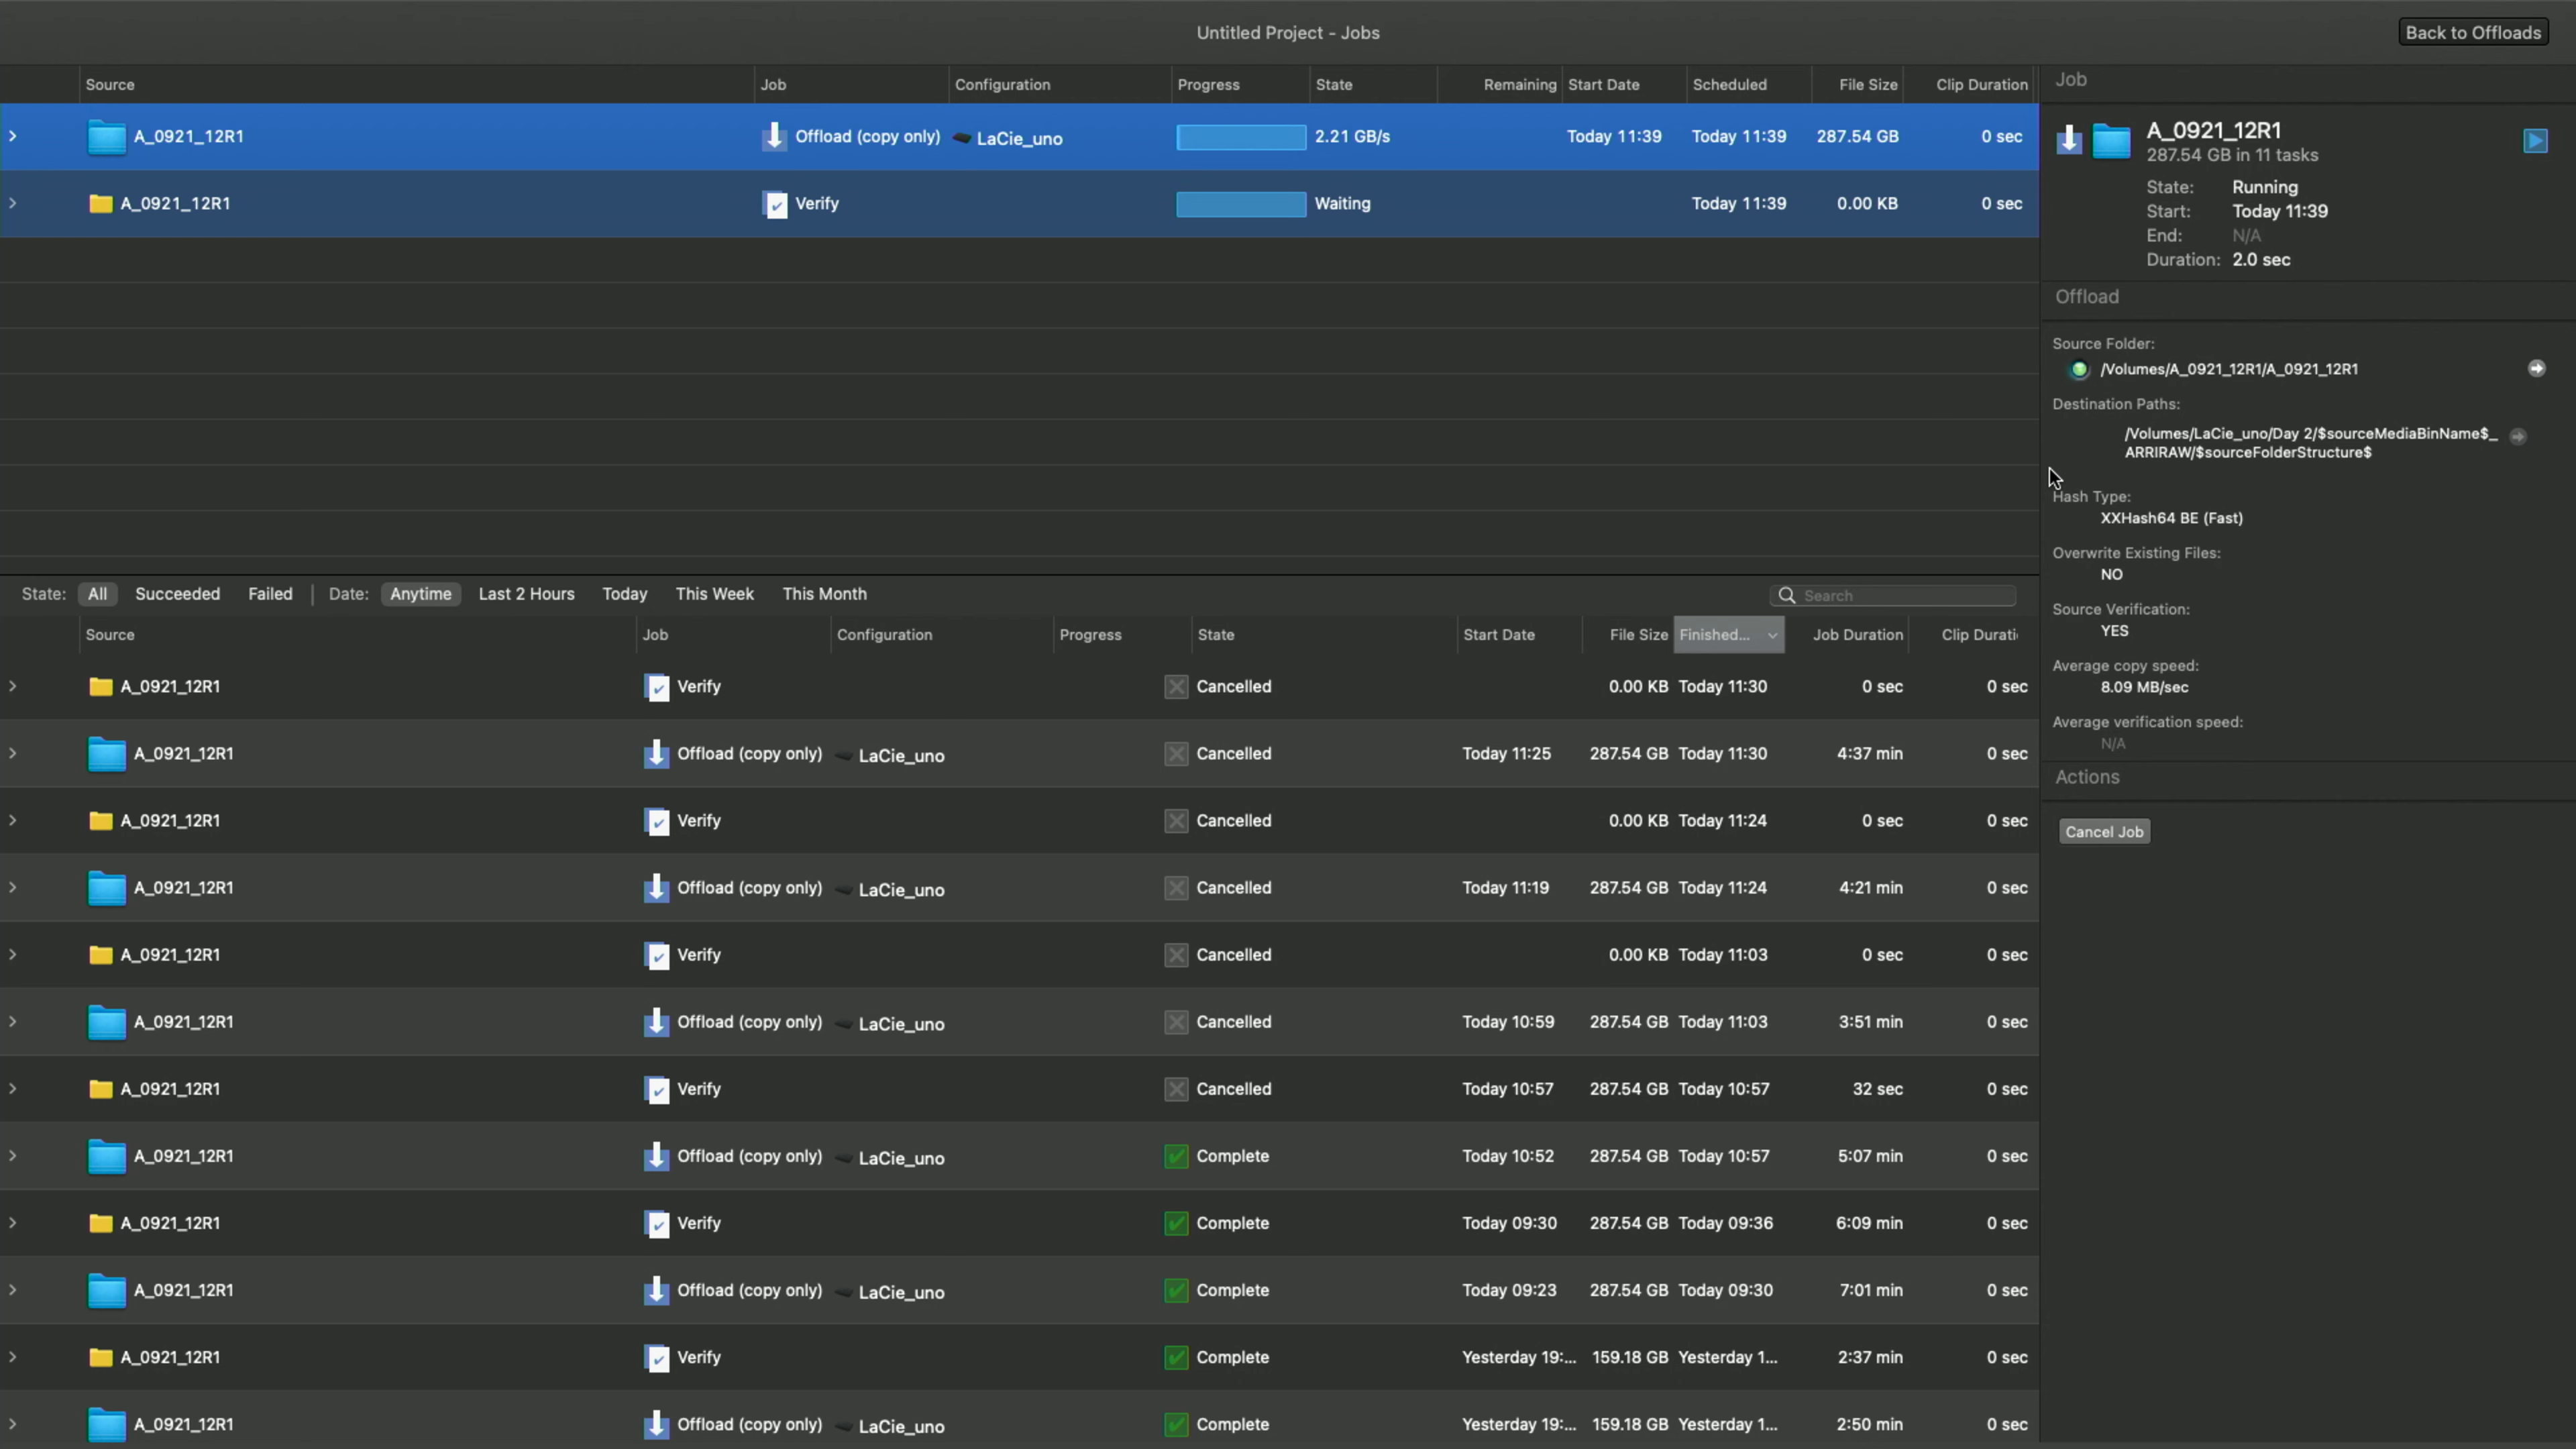 Untitled Project - Jobs
Back to Offloads
Source Job Configuration Progress State Remaining Start Date Scheduled File Size Clip Duration
A_0921_12R1 Offload (copy only) LaCie_uno 2.21 GB/s Today 11:39 Today 11:39 287.54 GB 0 sec
A_0921_12R1 Verify Waiting Today 11:39 0.00 KB 0 sec
State: All Succeeded Failed | Date: Anytime Last 2 Hours Today This Week This Month Search
Source Job Configuration Progress State Start Date File Size Finished... Job Duration Clip Durati
A_0921_12R1 Verify Cancelled 0.00 KB Today 11:30 0 sec 0 sec
A_0921_12R1 Offload (copy only) LaCie_uno Cancelled Today 11:25 287.54 GB Today 11:30 4:37 min 0 sec
A_0921_12R1 Verify Cancelled 0.00 KB Today 11:24 0 sec 0 sec
A_0921_12R1 Offload (copy only) LaCie_uno Cancelled Today 11:19 287.54 GB Today 11:24 4:21 min 0 sec
A_0921_12R1 Verify Cancelled 0.00 KB Today 11:03 0 sec 0 sec
A_0921_12R1 Offload (copy only) LaCie_uno Cancelled Today 10:59 287.54 GB Today 11:03 3:51 min 0 sec
A_0921_12R1 Verify Cancelled Today 10:57 287.54 GB Today 10:57 32 sec 0 sec
A_0921_12R1 Offload (copy only) LaCie_uno Complete Today 10:52 287.54 GB Today 10:57 5:07 min 0 sec
A_0921_12R1 Verify Complete Today 09:30 287.54 GB Today 09:36 6:09 min 0 sec
A_0921_12R1 Offload (copy only) LaCie_uno Complete Today 09:23 287.54 GB Today 09:30 7:01 min 0 sec
A_0921_12R1 Verify Complete Yesterday 19:... 159.18 GB Yesterday 1... 2:37 min 0 sec
A_0921_12R1 Offload (copy only) LaCie_uno Complete Yesterday 19:... 159.18 GB Yesterday 1... 2:50 min 0 sec
Job
A_0921_12R1
287.54 GB in 11 tasks
State: Running
Start: Today 11:39
End: N/A
Duration: 2.0 sec
Offload
Source Folder:
/Volumes/A_0921_12R1/A_0921_12R1
Destination Paths:
/Volumes/LaCie_uno/Day 2/$sourceMediaBinName$_
ARRIRAW/$sourceFolderStructure$
Hash Type:
XXHash64 BE (Fast)
Overwrite Existing Files:
NO
Source Verification:
YES
Average copy speed:
8.09 MB/sec
Average verification speed:
N/A
Actions
Cancel Job